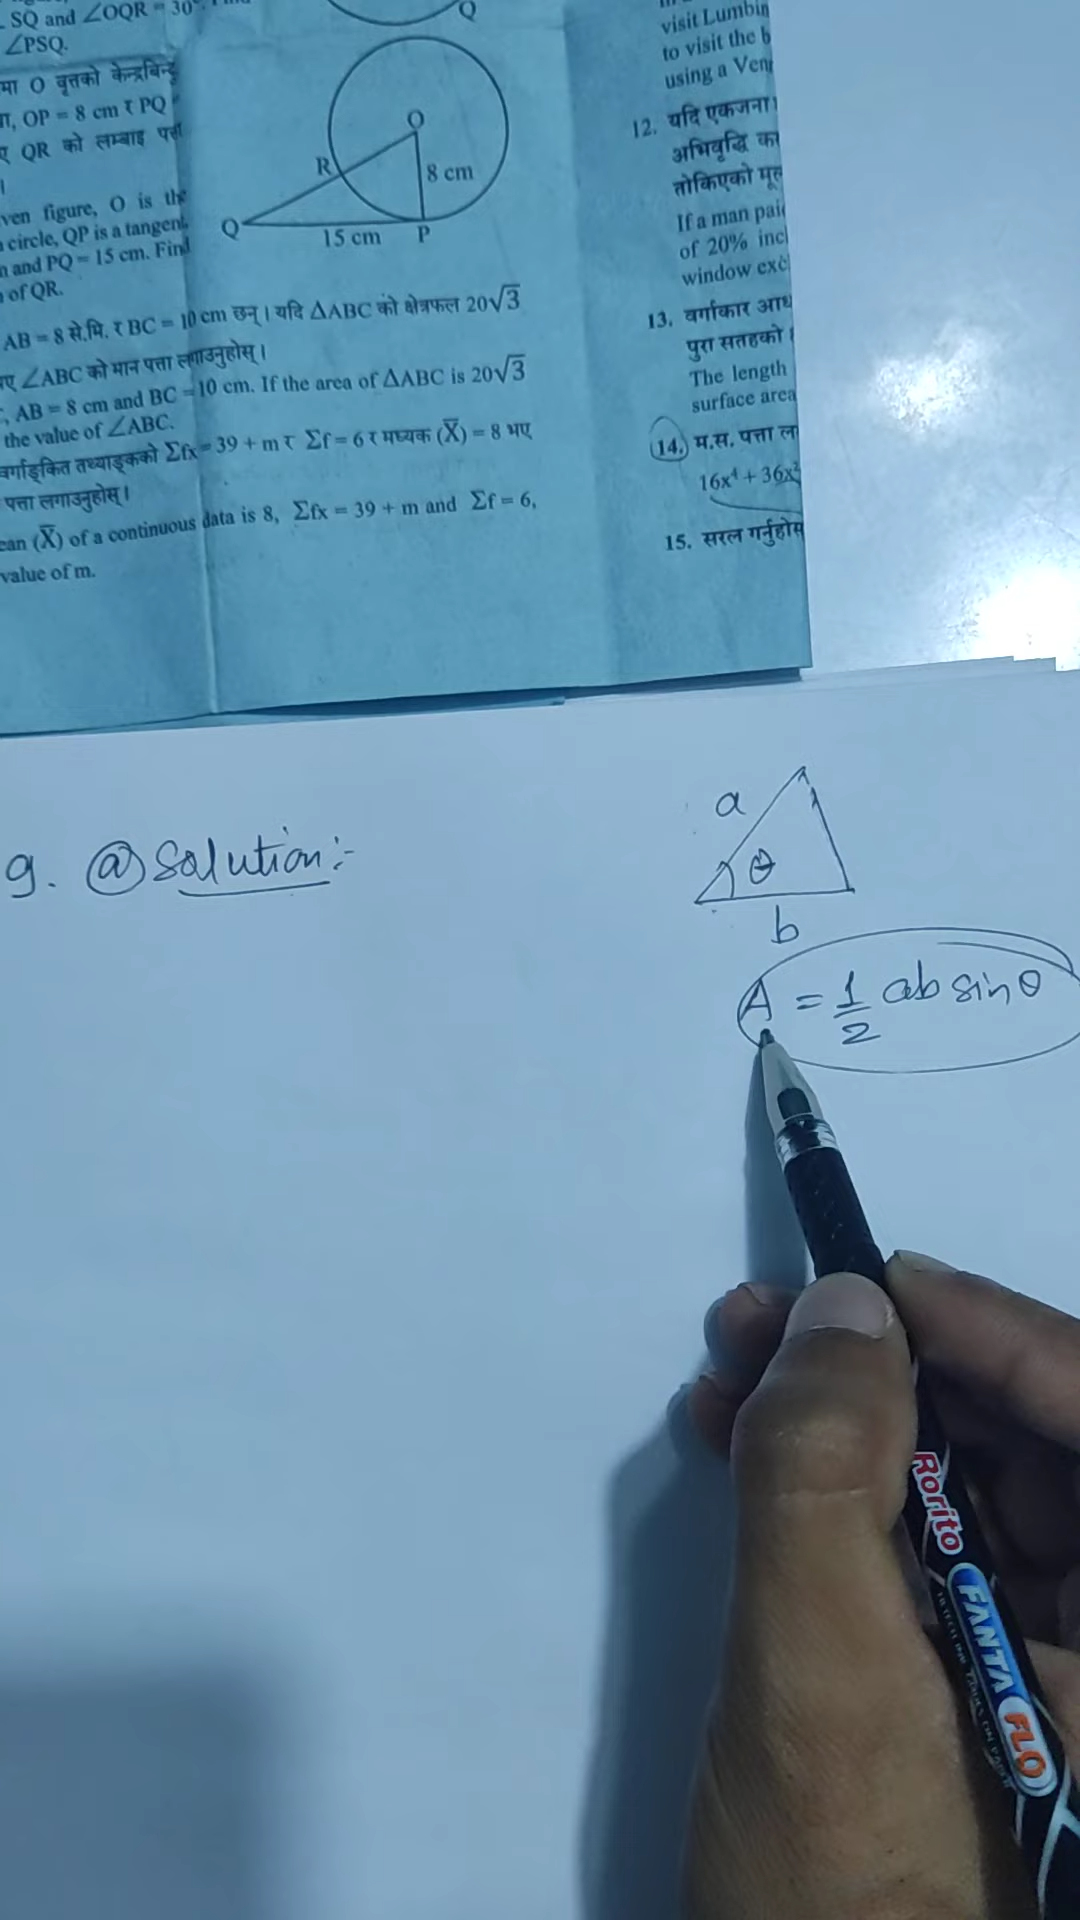 SQ and ∠OQR = 30°
∠PSQ.
मा O वृत्तको केन्द्रबिन्दु
OP = 8 cm र PQ
QR को लम्बाइ
ven figure, O is the
circle, QP is a tangent,
and PQ = 15 cm. Find
of QR.
Q
O
R
8 cm
Q
15 cm
P
AB = 8 से.मि. र BC = 10 cm छन् । यदि ΔABC को क्षेत्रफल 20√3
∠ABC को मान पत्ता लगाउनुहोस् ।
, AB = 8 cm and BC = 10 cm. If the area of ΔABC is 20√3
the value of ∠ABC.
वर्गाङ्कित तथ्याङ्कको Σfx = 39 + m र Σf = 6 र मध्यक (X̄) = 8 भए
पत्ता लगाउनुहोस् ।
ean (X̄) of a continuous data is 8, Σfx = 39 + m and Σf = 6,
value of m.
visit Lumbin
to visit the b
using a Ven
12. यदि एकजना
अभिवृद्धि क
तोकिएको मू
If a man paid
of 20% incl
window exc
13. वर्गाकार आध
पुरा सतहको
The length
surface area
14. म.स. पत्ता ल
16x⁴ + 36x²
15. सरल गर्नुहोस्
9. ⓐ Solution:-
a
θ
b
A = 1/2 ab sin θ
Rorito
FANTA FLO